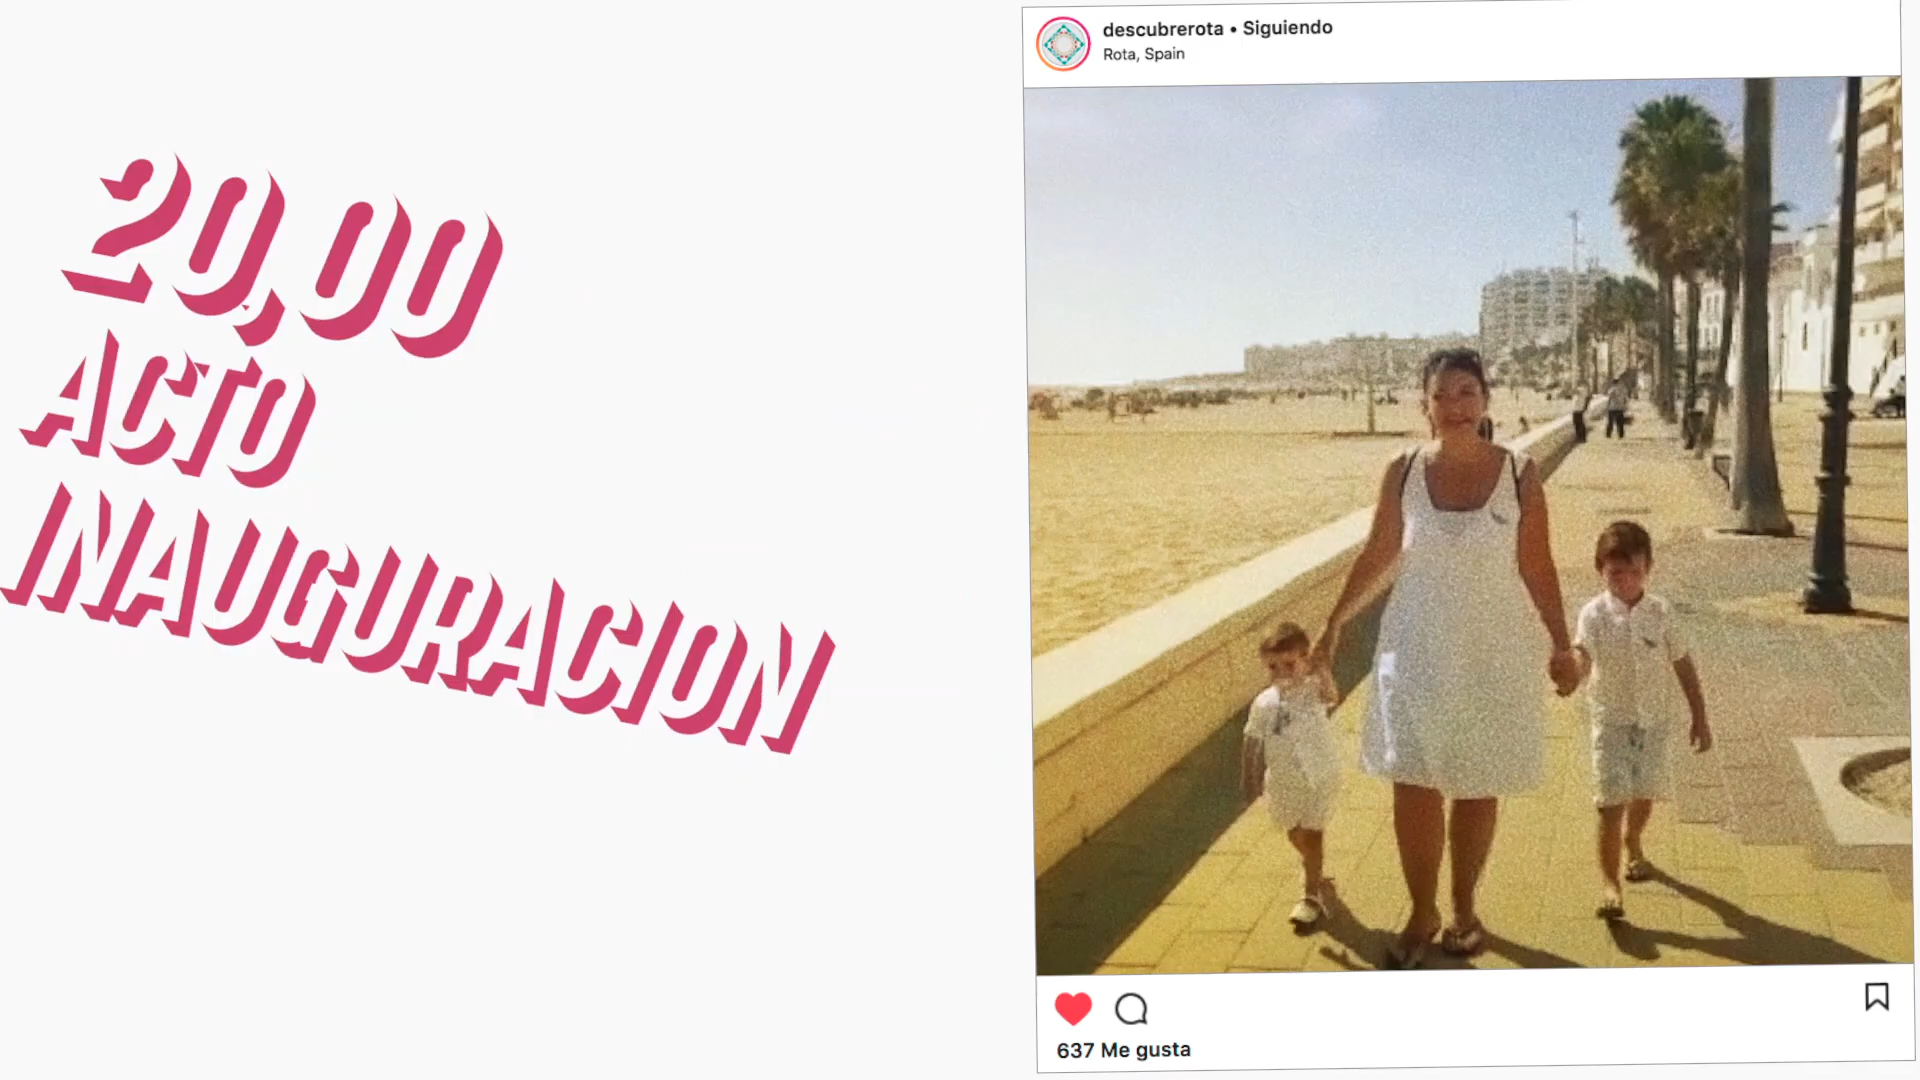 20,00
ACTO
INAUGURACION
descubrerota • Siguiendo
Rota, Spain
637 Me gusta